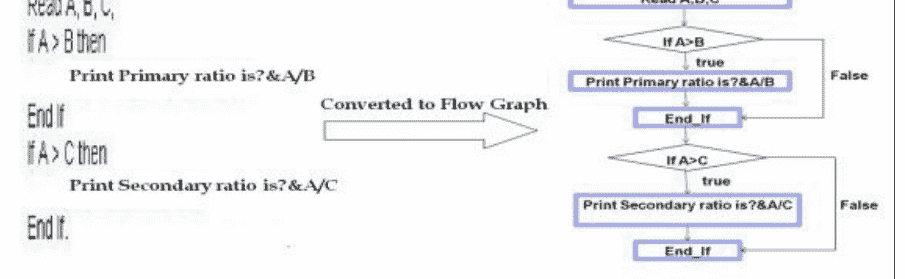 Read A, B, C,
If A > B then
Print Primary ratio is?&A/B
End If
If A > C then
Print Secondary ratio is?&A/C
End If.
Converted to Flow Graph
Read A,B,C
If A>B
true
False
Print Primary ratio is?&A/B
End_If
If A>C
true
False
Print Secondary ratio is?&A/C
End_If